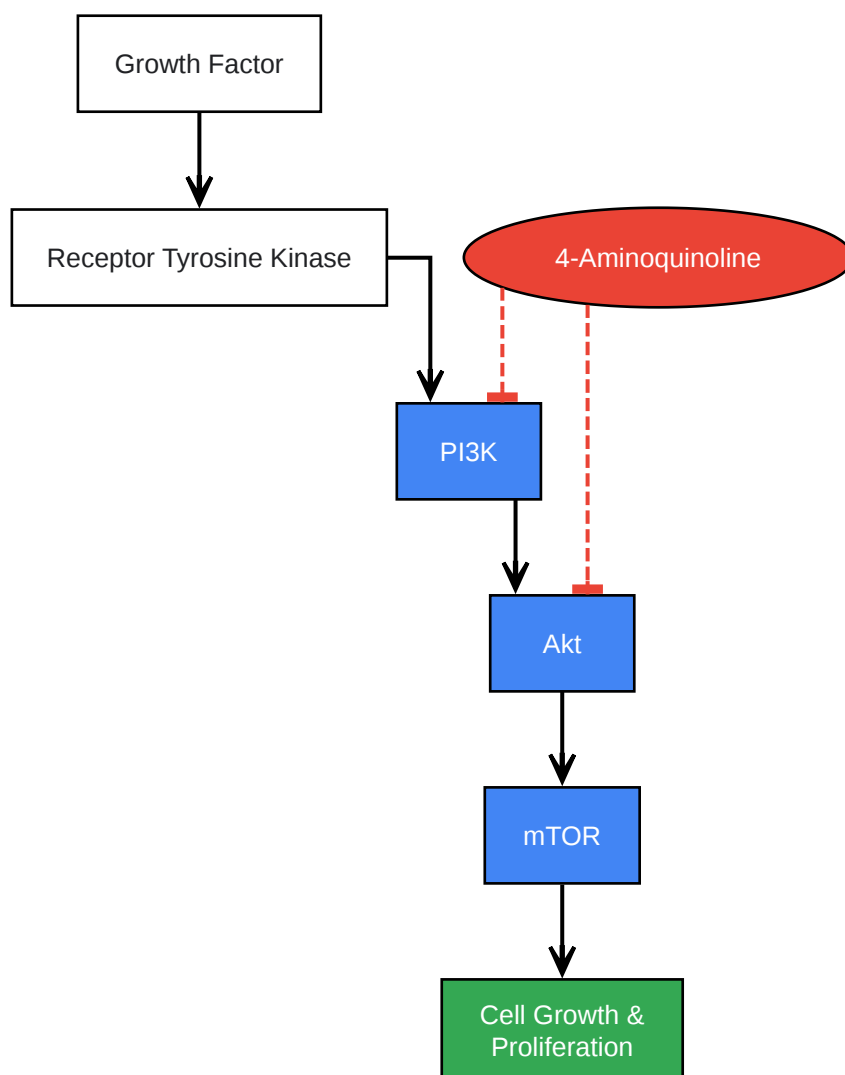 Growth Factor
Receptor Tyrosine Kinase
4-Aminoquinoline
PI3K
Akt
mTOR
Cell Growth &
Proliferation